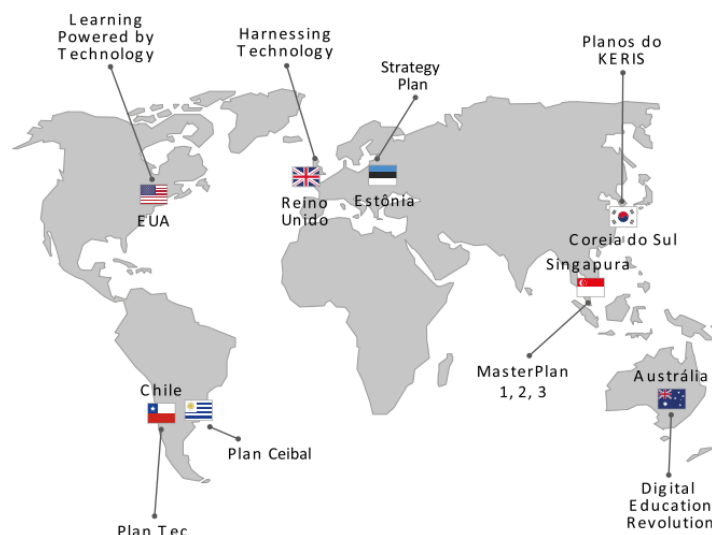 Learning
Powered by
Technology
Harnessing
Technology
Strategy
Plan
Planos do
KERIS
EUA
Reino
Unido
Estônia
Coreia do Sul
Singapura
MasterPlan
1, 2, 3
Austrália
Chile
Plan Ceibal
Plan Tec
Digital
Education
Revolution